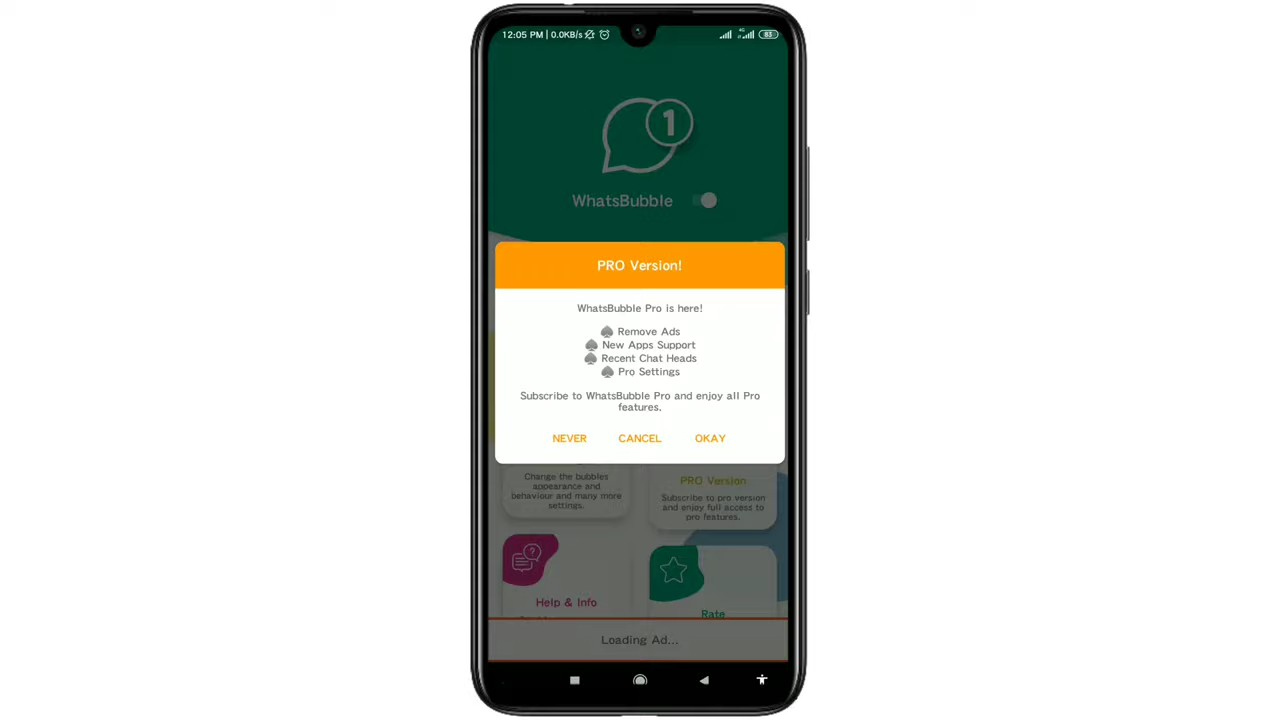 12:05 PM | 0.0KB/s
4G
83
1
WhatsBubble
PRO Version!
WhatsBubble Pro is here!
♠ Remove Ads
♠ New Apps Support
♠ Recent Chat Heads
♠ Pro Settings
Subscribe to WhatsBubble Pro and enjoy all Pro
features.
NEVER CANCEL OKAY
Change the bubbles
appearance and
behaviour and many more
settings.
PRO Version
Subscribe to pro version
and enjoy full access to
pro features.
Help & Info
Rate
Loading Ad...